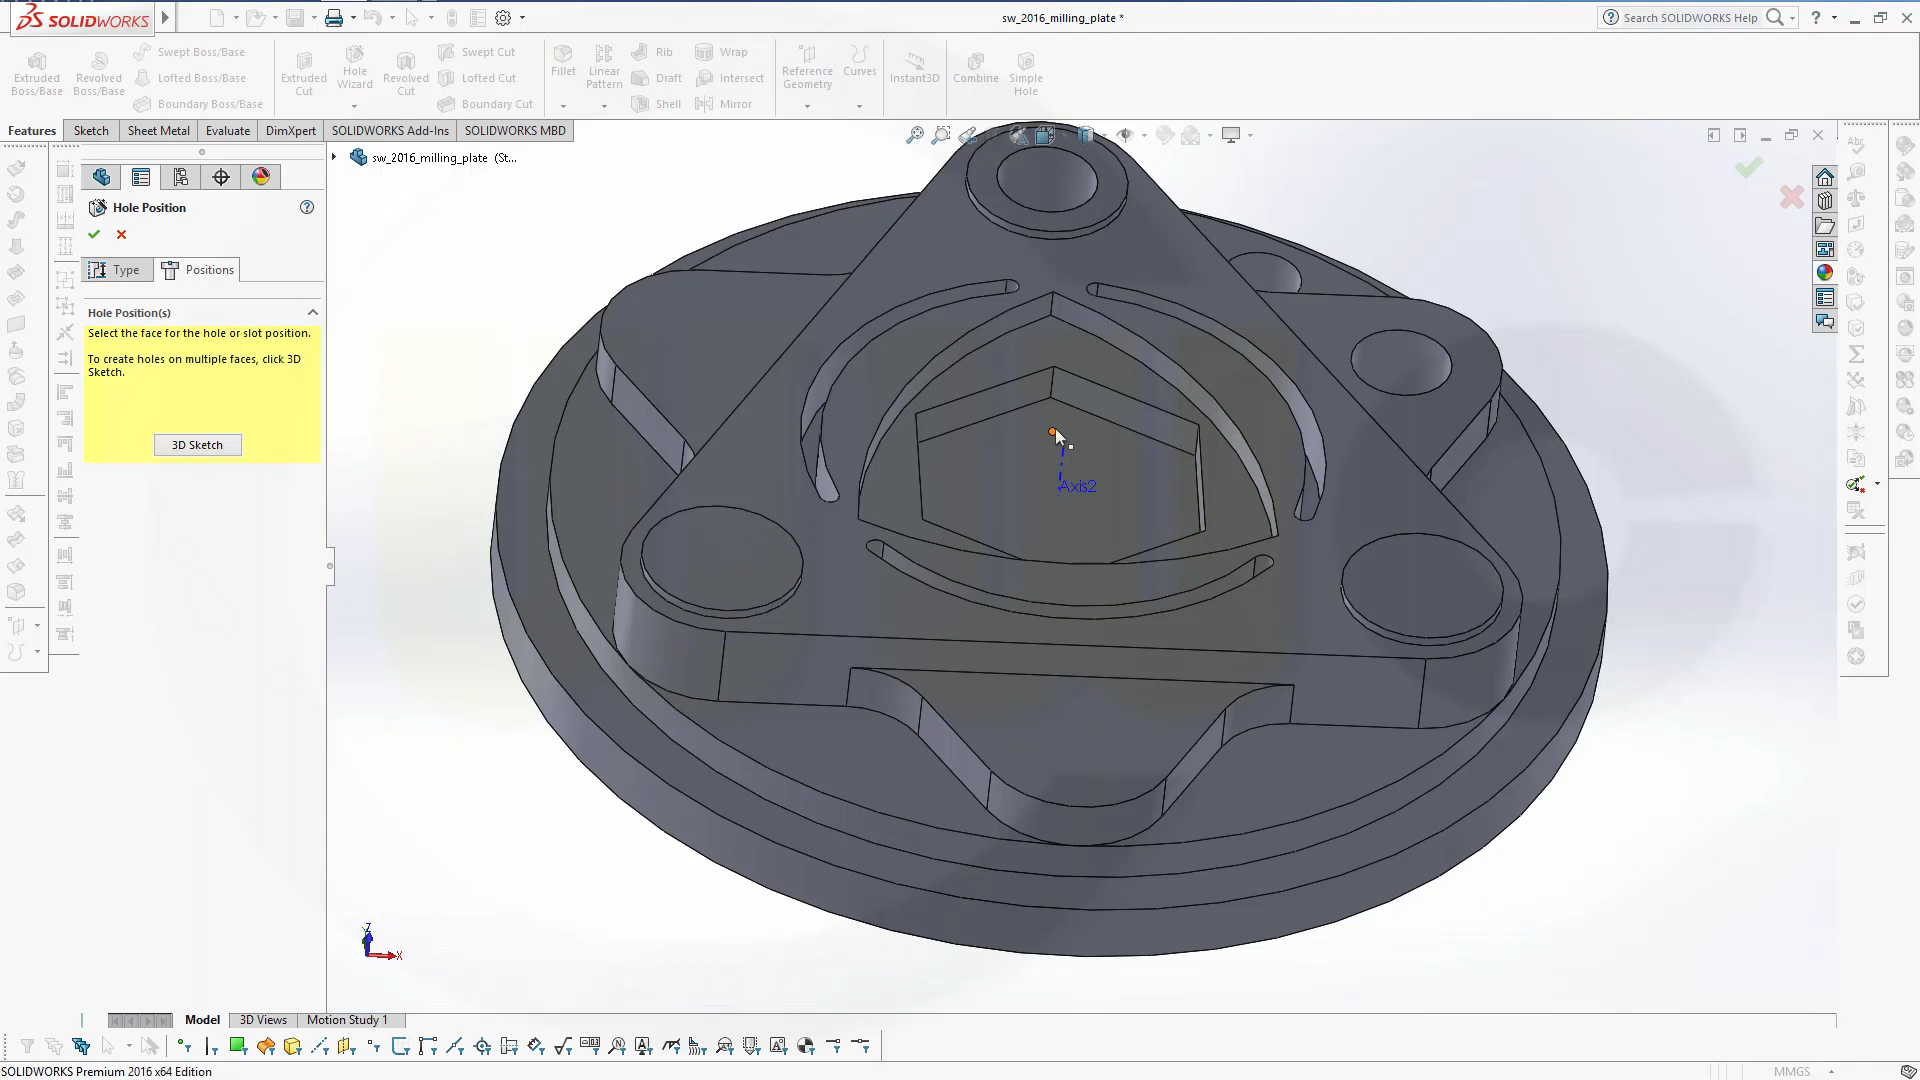 SOLIDWORKS
sw_2016_milling_plate *
Search SOLIDWORKS Help
Extruded Boss/Base
Revolved Boss/Base
Swept Boss/Base
Lofted Boss/Base
Boundary Boss/Base
Extruded Cut
Hole Wizard
Revolved Cut
Swept Cut
Lofted Cut
Boundary Cut
Fillet
Linear Pattern
Rib
Draft
Shell
Wrap
Intersect
Mirror
Reference Geometry
Curves
Instant3D
Combine
Simple Hole
Features
Sketch
Sheet Metal
Evaluate
DimXpert
SOLIDWORKS Add-Ins
SOLIDWORKS MBD
sw_2016_milling_plate (St...
Hole Position
Type
Positions
Hole Position(s)
Select the face for the hole or slot position.
To create holes on multiple faces, click 3D
Sketch.
3D Sketch
Axis2
Z
X
Model
3D Views
Motion Study 1
SOLIDWORKS Premium 2016 x64 Edition
MMGS